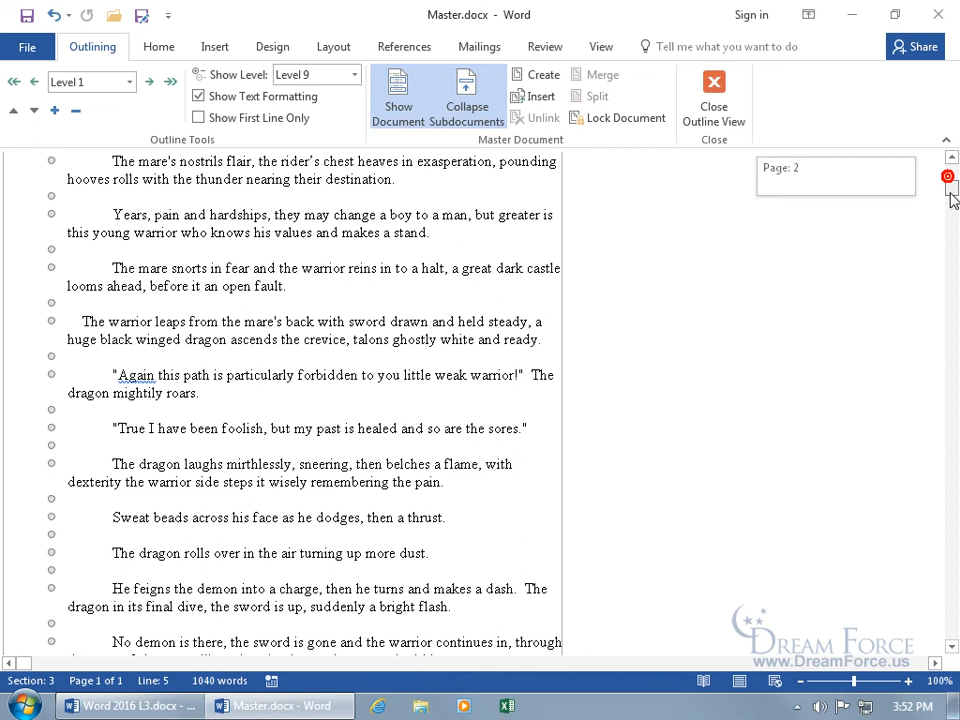 Master.docx - Word
Sign in
File
Outlining
Home
Insert
Design
Layout
References
Mailings
Review
View
Tell me what you want to do
Share
Level 1
Show Level:
Level 9
Show Text Formatting
Show First Line Only
Outline Tools
Show
Document
Collapse
Subdocuments
Create
Insert
Unlink
Merge
Split
Lock Document
Master Document
Close
Outline View
Close
Page: 2
The mare's nostrils flair, the rider's chest heaves in exasperation, pounding
hooves rolls with the thunder nearing their destination.
Years, pain and hardships, they may change a boy to a man, but greater is
this young warrior who knows his values and makes a stand.
The mare snorts in fear and the warrior reins in to a halt, a great dark castle
looms ahead, before it an open fault.
The warrior leaps from the mare's back with sword drawn and held steady, a
huge black winged dragon ascends the crevice, talons ghostly white and ready.
"Again this path is particularly forbidden to you little weak warrior!" The
dragon mightily roars.
"True I have been foolish, but my past is healed and so are the sores."
The dragon laughs mirthlessly, sneering, then belches a flame, with
dexterity the warrior side steps it wisely remembering the pain.
Sweat beads across his face as he dodges, then a thrust.
The dragon rolls over in the air turning up more dust.
He feigns the demon into a charge, then he turns and makes a dash. The
dragon in its final dive, the sword is up, suddenly a bright flash.
No demon is there, the sword is gone and the warrior continues in, through
DREAM FORCE
www.DreamForce.us
Section: 3
Page 1 of 1
Line: 5
1040 words
100%
Word 2016 L3.docx - ...
Master.docx - Word
3:52 PM